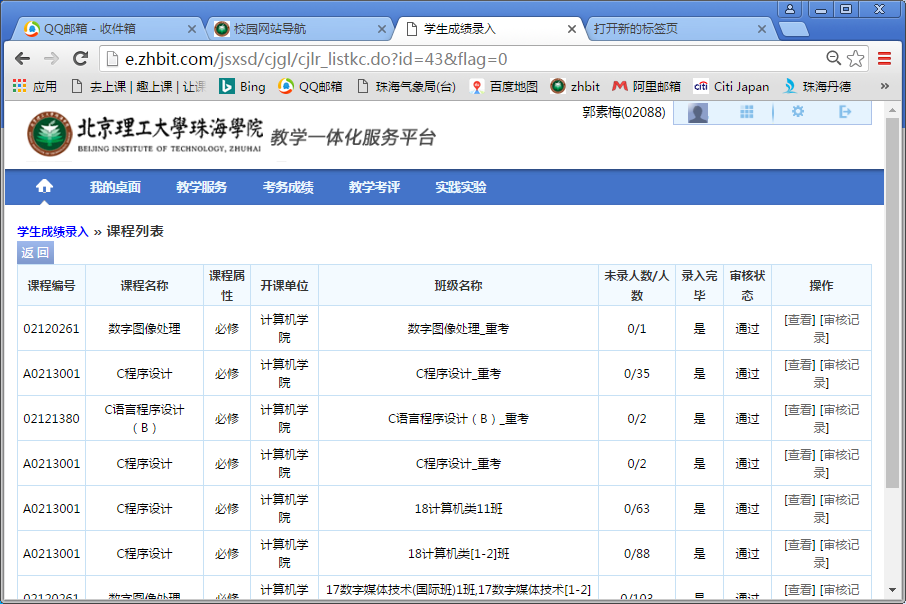 QQ邮箱 - 收件箱
校园网站导航
学生成绩录入
打开新的标签页
e.zhbit.com/jsxsd/cjgl/cjlr_listkc.do?id=43&flag=0
应用
去上课 | 趣上课 | 让课
Bing
QQ邮箱
珠海气象局(台)
百度地图
zhbit
阿里邮箱
citi Citi Japan
珠海丹德
»
北京理工大學珠海學院
BEIJING INSTITUTE OF TECHNOLOGY, ZHUHAI
教学一体化服务平台
郭素梅(02088)
我的桌面 教学服务 考务成绩 教学考评 实践实验
学生成绩录入 » 课程列表
返回
课程编号 课程名称 课程属性 开课单位 班级名称 未录人数/人数 录入完毕 审核状态 操作
02120261 数字图像处理 必修 计算机学院 数字图像处理_重考 0/1 是 通过 [查看] [审核记录]
A0213001 C程序设计 必修 计算机学院 C程序设计_重考 0/35 是 通过 [查看] [审核记录]
02121380 C语言程序设计（B） 必修 计算机学院 C语言程序设计（B）_重考 0/2 是 通过 [查看] [审核记录]
A0213001 C程序设计 必修 计算机学院 C程序设计_重考 0/2 是 通过 [查看] [审核记录]
A0213001 C程序设计 必修 计算机学院 18计算机类11班 0/63 是 通过 [查看] [审核记录]
A0213001 C程序设计 必修 计算机学院 18计算机类[1-2]班 0/88 是 通过 [查看] [审核记录]
02120261 数字图像处理 必修 计算机学 17数字媒体技术(国际班)1班,17数字媒体技术[1-2] 0/103 是 通过 [查看] [审核记